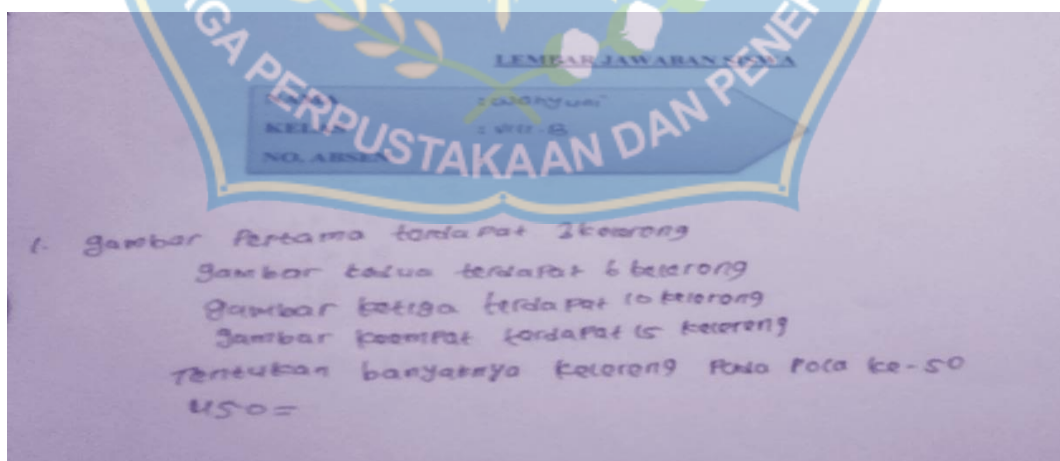 GA PERPUSTAKAAN DAN PENE
LEMBAR JAWABAN SISWA
: Wahyuni
KELAS : VIII-B
NO. ABSEN
1. gambar Pertama terdapat kelereng
gambar kedua terdapat 6 kelereng
gambar ketiga terdapat 10 kelereng
gambar keempat terdapat 15 kelereng
Tentukan banyaknya kelereng Pada Pola ke-50
U50=